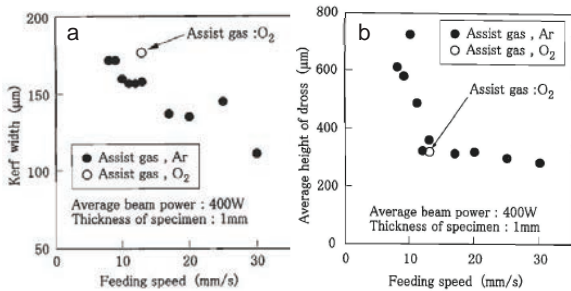 a
200
150
100
50
0
10
20
30
Kerf width (μm)
Feeding speed (mm/s)
Assist gas :O2
Assist gas , Ar
Assist gas , O2
Average beam power : 400W
Thickness of specimen : 1mm
b
800
600
400
200
0
0
10
20
30
Average height of dross (μm)
Feeding speed (mm/s)
Assist gas , Ar
Assist gas , O2
Assist gas :O2
Average beam power : 400W
Thickness of specimen : 1mm